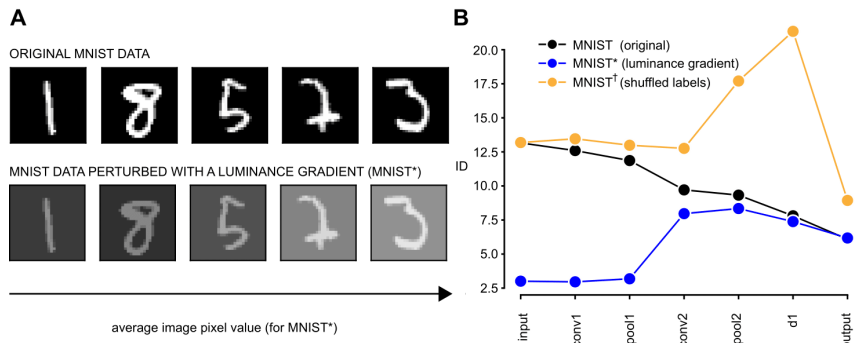 A
ORIGINAL MNIST DATA
MNIST DATA PERTURBED WITH A LUMINANCE GRADIENT (MNIST*)
average image pixel value (for MNIST*)
B
MNIST (original)
MNIST* (luminance gradient)
MNIST† (shuffled labels)
20.0
17.5
15.0
12.5
ID
10.0
7.5
5.0
2.5
input
conv1
pool1
conv2
pool2
d1
output